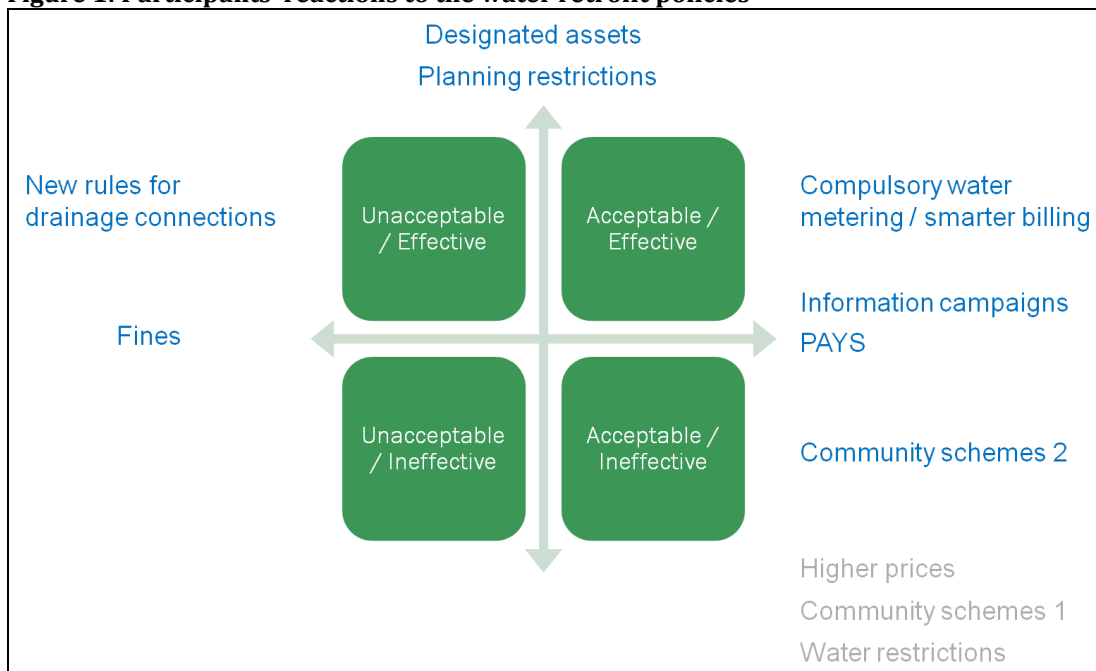 Figure 1: Participants' reactions to the water retrofit policies
Designated assets
Planning restrictions
New rules for
drainage connections
Unacceptable
/ Effective
Acceptable /
Effective
Compulsory water
metering / smarter billing
Information campaigns
Fines
PAYS
Unacceptable
/ Ineffective
Acceptable /
Ineffective
Community schemes 2
Higher prices
Community schemes 1
Water restrictions